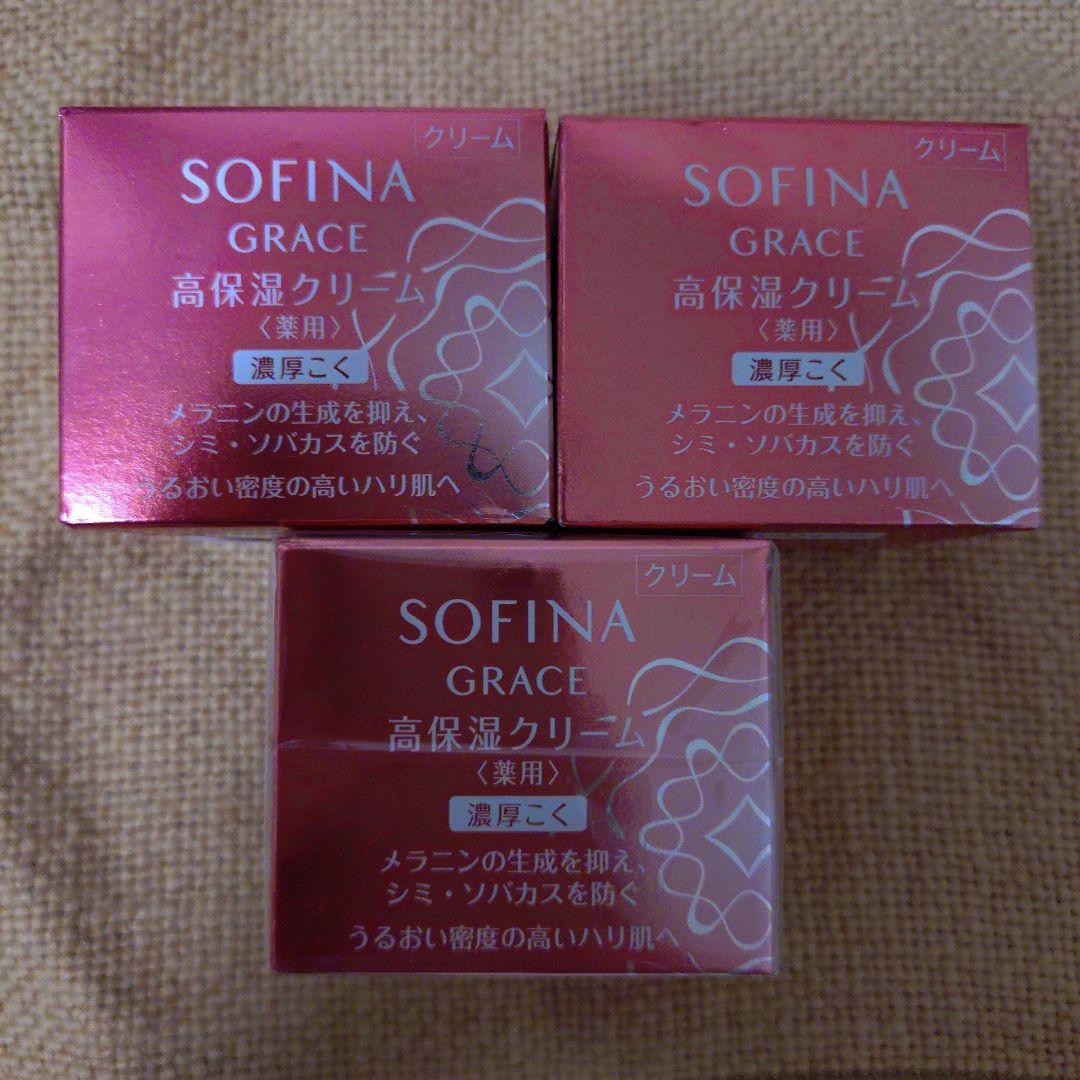 クリーム
SOFINA
GRACE
高保湿クリーム
〈薬用〉
濃厚こく
メラニンの生成を抑え、
シミ・ソバカスを防ぐ
うるおい密度の高いハリ肌へ
クリーム
SOFINA
GRACE
高保湿クリーム
〈薬用〉
濃厚こく
メラニンの生成を抑え、
シミ・ソバカスを防ぐ
うるおい密度の高いハリ肌へ
クリーム
SOFINA
GRACE
高保湿クリーム
〈薬用〉
濃厚こく
メラニンの生成を抑え、
シミ・ソバカスを防ぐ
うるおい密度の高いハリ肌へ